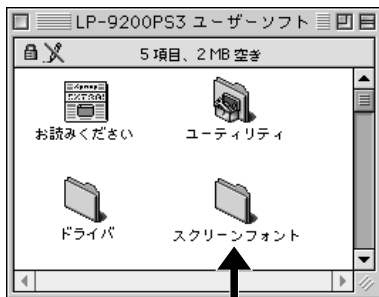 LP-9200PS3 ユーザーソフト
5 項目、2 MB 空き
お読みください
ユーティリティ
ドライバ
スクリーンフォント